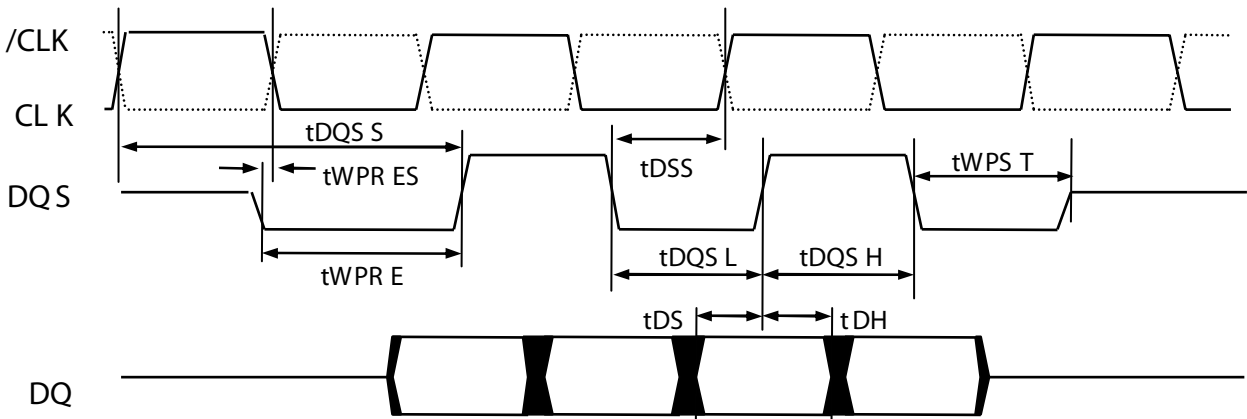 /CLK
CL K
tDQS S
tWPR ES
tDSS
tWPS T
DQ S
tWPR E
tDQS L
tDQS H
tDS
t DH
DQ